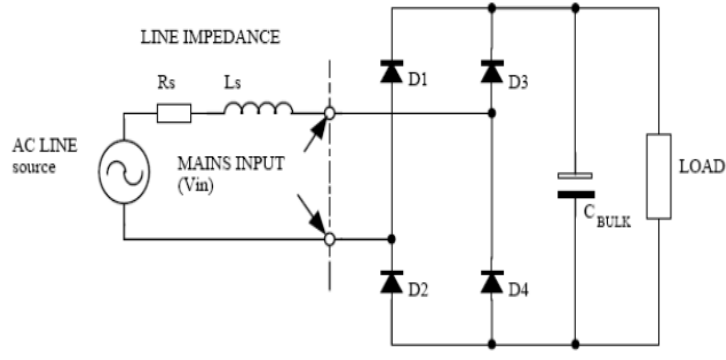 LINE IMPEDANCE
Rs
Ls
D1
D3
AC LINE
source
MAINS INPUT
(Vin)
LOAD
C BULK
D2
D4